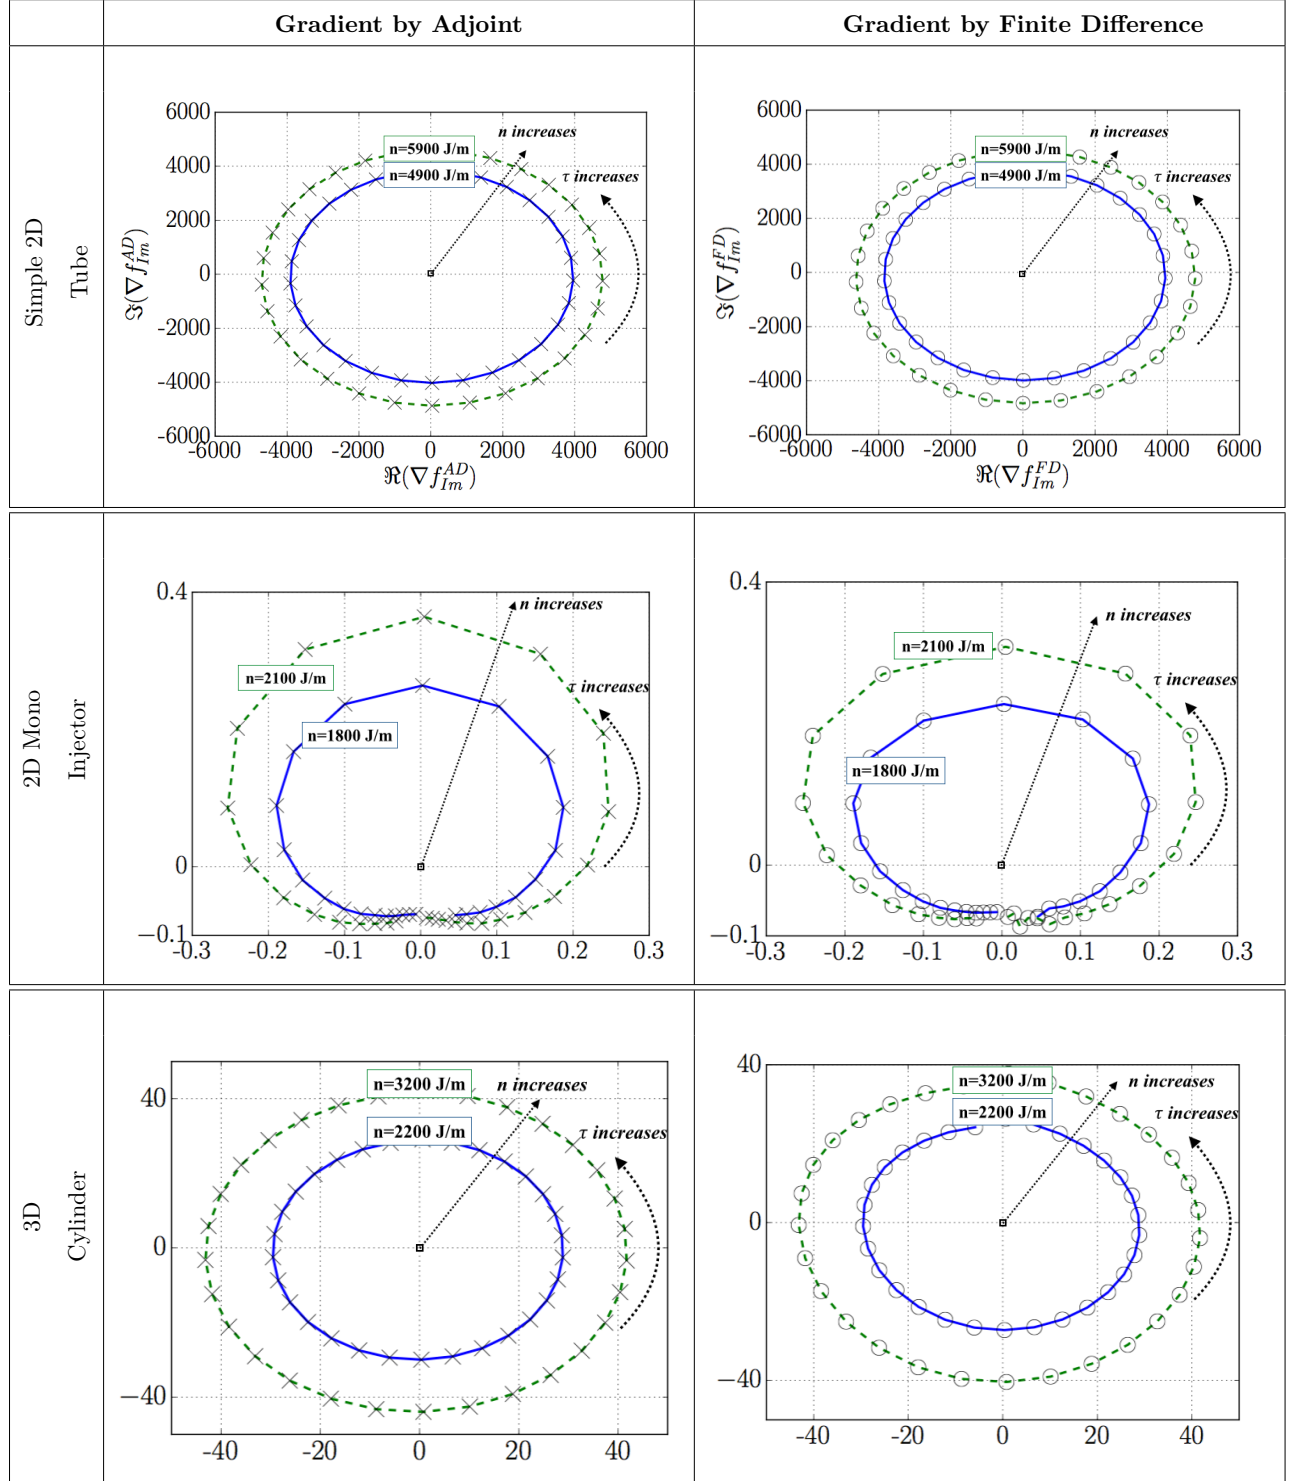 Gradient by Adjoint
Gradient by Finite Difference
Simple 2D
Tube
6000
4000
2000
0
-2000
-4000
-6000
-6000 -4000 -2000 0 2000 4000 6000
ℑ(∇f_{Im}^{AD})
ℜ(∇f_{Im}^{AD})
n=5900 J/m
n=4900 J/m
n increases
τ increases
6000
4000
2000
0
-2000
-4000
-6000
-6000 -4000 -2000 0 2000 4000 6000
ℑ(∇f_{Im}^{FD})
ℜ(∇f_{Im}^{FD})
n=5900 J/m
n=4900 J/m
n increases
τ increases
2D Mono
Injector
0.4
0
−0.1
-0.3 -0.2 -0.1 0.0 0.1 0.2 0.3
n=2100 J/m
n=1800 J/m
n increases
τ increases
0.4
0
−0.1
-0.3 -0.2 -0.1 0.0 0.1 0.2 0.3
n=2100 J/m
n=1800 J/m
n increases
τ increases
3D
Cylinder
40
0
−40
-40 -20 0 20 40
n=3200 J/m
n=2200 J/m
n increases
τ increases
40
0
−40
-40 -20 0 20 40
n=3200 J/m
n=2200 J/m
n increases
τ increases